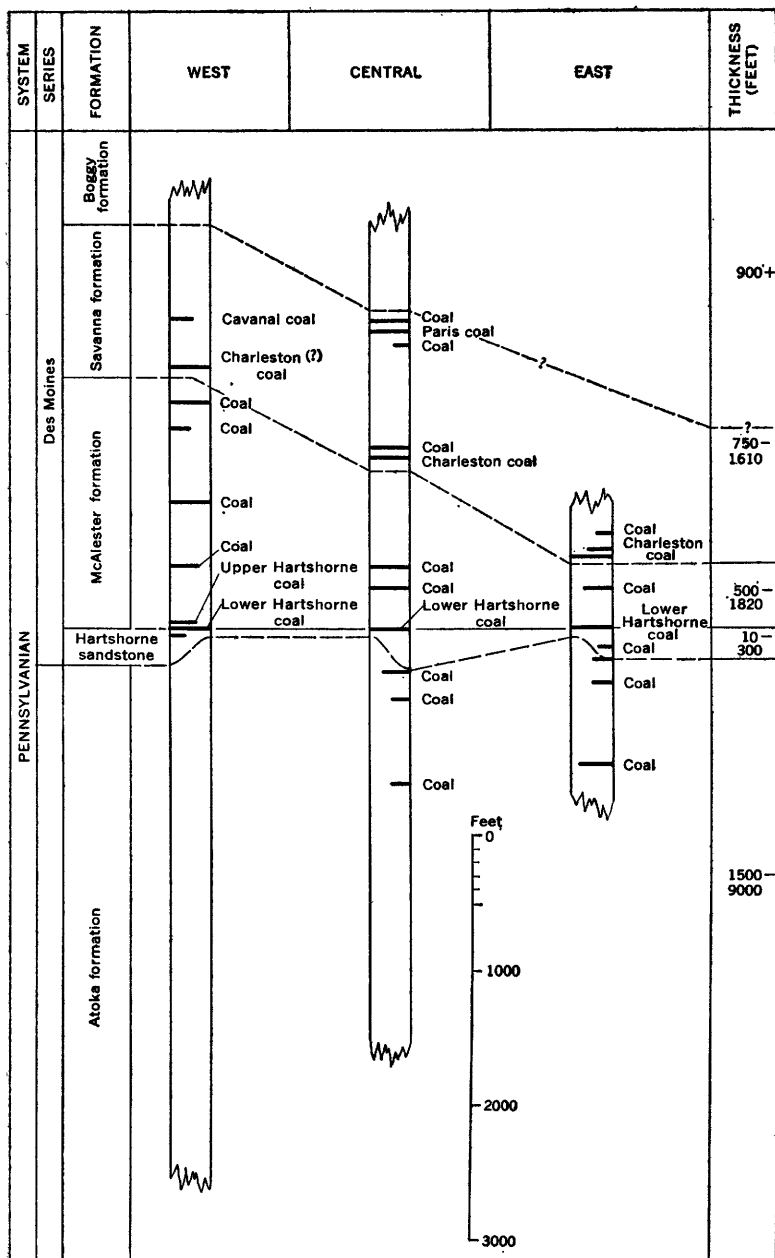 SYSTEM
SERIES
FORMATION
WEST
CENTRAL
EAST
THICKNESS
(FEET)
PENNSYLVANIAN
Des Moines
Boggy
formation
Savanna formation
McAlester formation
Hartshorne
sandstone
Atoka formation
Cavanal coal
Charleston (?)
coal
Coal
Coal
Coal
Coal
Upper Hartshorne
coal
Lower Hartshorne
coal
Coal
Paris coal
Coal
Coal
Charleston coal
Coal
Coal
Lower Hartshorne
coal
Coal
Coal
Coal
?
?
Coal
Charleston
coal
Coal
Lower
Hartshorne
coal
Coal
Coal
Coal
900+
750–
1610
500–
1820
10–
300
1500–
9000
Feet
0
1000
2000
3000